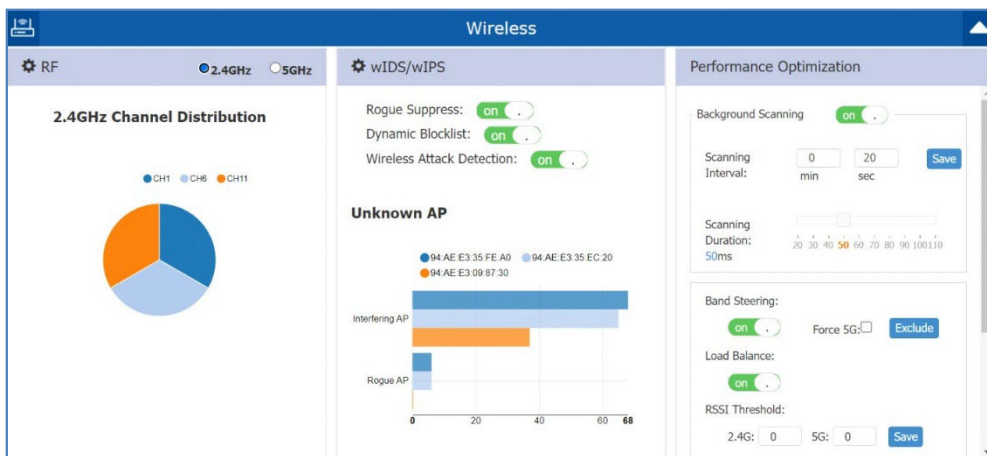 Wireless
RF
2.4GHz 5GHz
2.4GHz Channel Distribution
CH1 CH6 CH11
wIDS/wIPS
Rogue Suppress: on .
Dynamic Blocklist: on .
Wireless Attack Detection: on .
Unknown AP
94:AE:E3:35:FE:A0 94:AE:E3:35:EC:20
94:AE:E3:09:87:30
Interfering AP
Rogue AP
0 20 40 60 68
Performance Optimization
Background Scanning on .
Scanning
Interval:
0 20 Save
min sec
Scanning
Duration:
50ms
20 30 40 50 60 70 80 90 100 110
Band Steering:
on . Force 5G: Exclude
Load Balance:
on .
RSSI Threshold:
2.4G: 0 5G: 0 Save